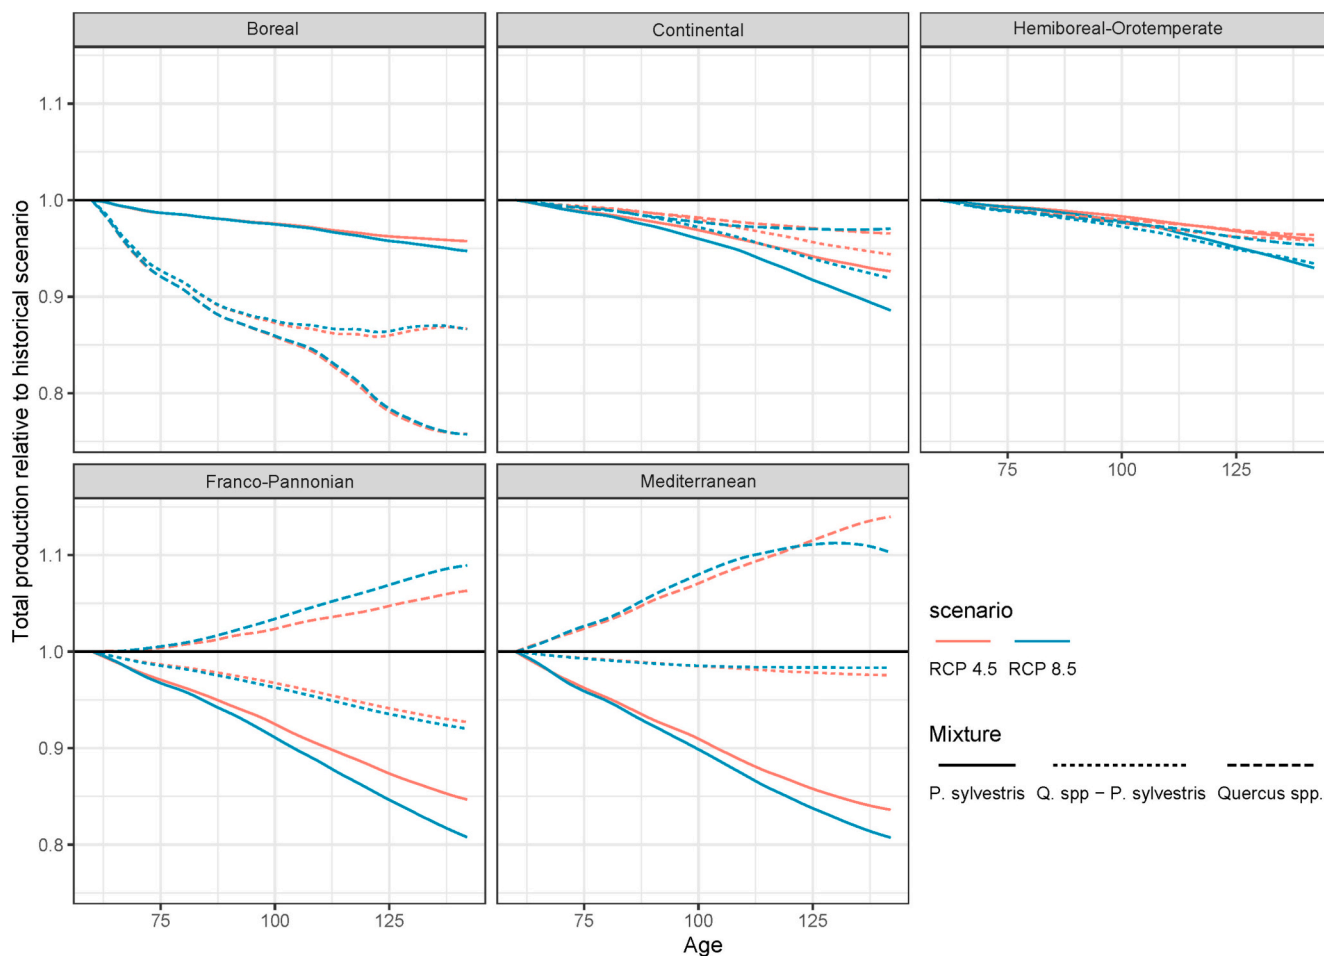 Boreal
Continental
Hemiboreal-Orotemperate
Total production relative to historical scenario
1.1
1.0
0.9
0.8
75 100 125
Franco-Pannonian
Mediterranean
1.1
1.0
0.9
0.8
75 100 125
75 100 125
Age
scenario
RCP 4.5 RCP 8.5
Mixture
P. sylvestris Q. spp − P. sylvestris Quercus spp.